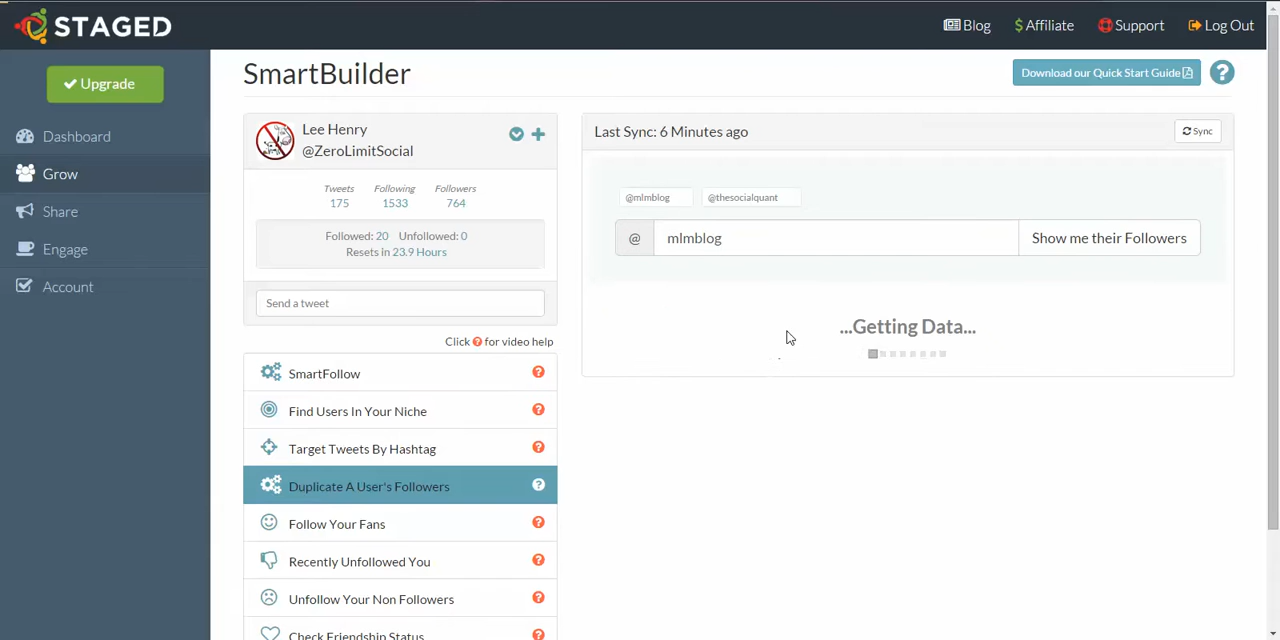 STAGED
Blog
Affiliate
Support
Log Out
Upgrade
Dashboard
Grow
Share
Engage
Account
SmartBuilder
Download our Quick Start Guide
?
Lee Henry
@ZeroLimitSocial
Tweets Following Followers
175 1533 764
Followed: 20 Unfollowed: 0
Resets in 23.9 Hours
Send a tweet
Click ? for video help
SmartFollow ?
Find Users In Your Niche ?
Target Tweets By Hashtag ?
Duplicate A User's Followers ?
Follow Your Fans ?
Recently Unfollowed You ?
Unfollow Your Non Followers ?
Check Friendship Status ?
Last Sync: 6 Minutes ago
Sync
@mlmblog @thesocialquant
@ mlmblog Show me their Followers
...Getting Data...